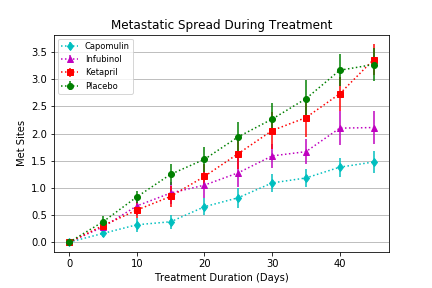 Metastatic Spread During Treatment
Capomulin
Infubinol
Ketapril
Placebo
Met Sites
3.5
3.0
2.5
2.0
1.5
1.0
0.5
0.0
0 10 20 30 40
Treatment Duration (Days)